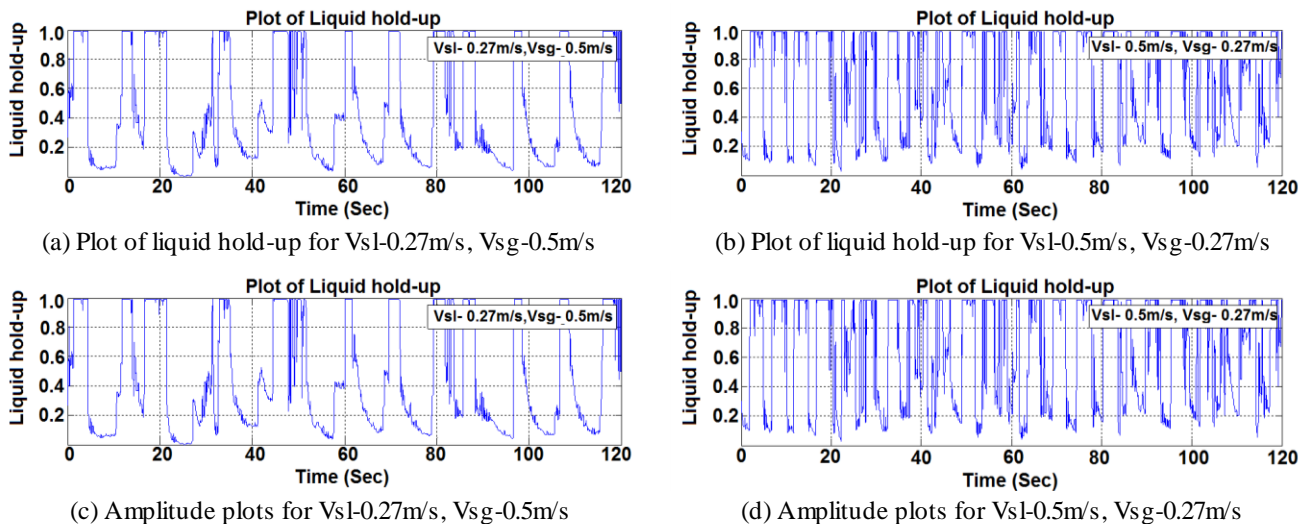 Plot of Liquid hold-up
Liquid hold-up
1.0
0.8
0.6
0.4
0.2
Vsl- 0.27m/s,Vsg- 0.5m/s
0 20 40 60 80 100 120
Time (Sec)
(a) Plot of liquid hold-up for Vsl-0.27m/s, Vsg-0.5m/s
Plot of Liquid hold-up
Liquid hold-up
1.0
0.8
0.6
0.4
0.2
Vsl- 0.5m/s, Vsg- 0.27m/s
0 20 40 60 80 100 120
Time (Sec)
(b) Plot of liquid hold-up for Vsl-0.5m/s, Vsg-0.27m/s
Plot of Liquid hold-up
Liquid hold-up
1.0
0.8
0.6
0.4
0.2
Vsl- 0.27m/s,Vsg- 0.5m/s
0 20 40 60 80 100 120
Time (Sec)
(c) Amplitude plots for Vsl-0.27m/s, Vsg-0.5m/s
Plot of Liquid hold-up
Liquid hold-up
1.0
0.8
0.6
0.4
0.2
Vsl- 0.5m/s, Vsg- 0.27m/s
0 20 40 60 80 100 120
Time (Sec)
(d) Amplitude plots for Vsl-0.5m/s, Vsg-0.27m/s